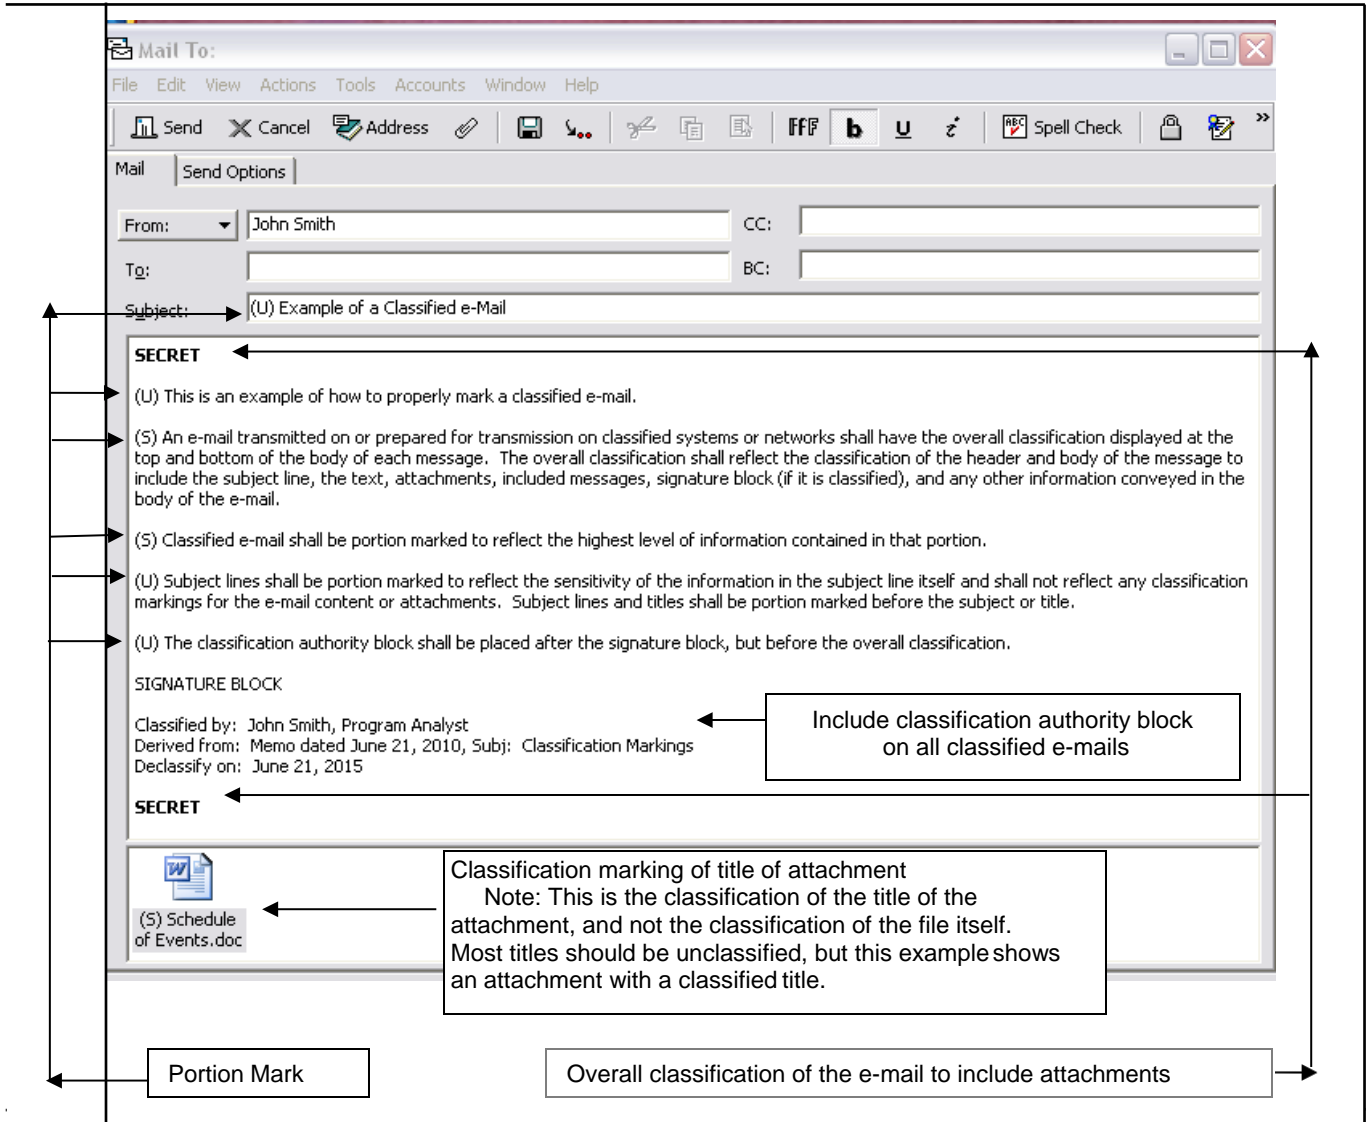 Mail To:
File Edit View Actions Tools Accounts Window Help
Send Cancel Address FfF b u i ABC Spell Check »
Mail Send Options
From: John Smith CC:
To: BC:
Subject: (U) Example of a Classified e-Mail
SECRET
(U) This is an example of how to properly mark a classified e-mail.
(S) An e-mail transmitted on or prepared for transmission on classified systems or networks shall have the overall classification displayed at the
top and bottom of the body of each message. The overall classification shall reflect the classification of the header and body of the message to
include the subject line, the text, attachments, included messages, signature block (if it is classified), and any other information conveyed in the
body of the e-mail.
(S) Classified e-mail shall be portion marked to reflect the highest level of information contained in that portion.
(U) Subject lines shall be portion marked to reflect the sensitivity of the information in the subject line itself and shall not reflect any classification
markings for the e-mail content or attachments. Subject lines and titles shall be portion marked before the subject or title.
(U) The classification authority block shall be placed after the signature block, but before the overall classification.
SIGNATURE BLOCK
Classified by: John Smith, Program Analyst
Derived from: Memo dated June 21, 2010, Subj: Classification Markings
Declassify on: June 21, 2015
Include classification authority block
on all classified e-mails
SECRET
W
(S) Schedule
of Events.doc
Classification marking of title of attachment
Note: This is the classification of the title of the
attachment, and not the classification of the file itself.
Most titles should be unclassified, but this example shows
an attachment with a classified title.
Portion Mark
Overall classification of the e-mail to include attachments